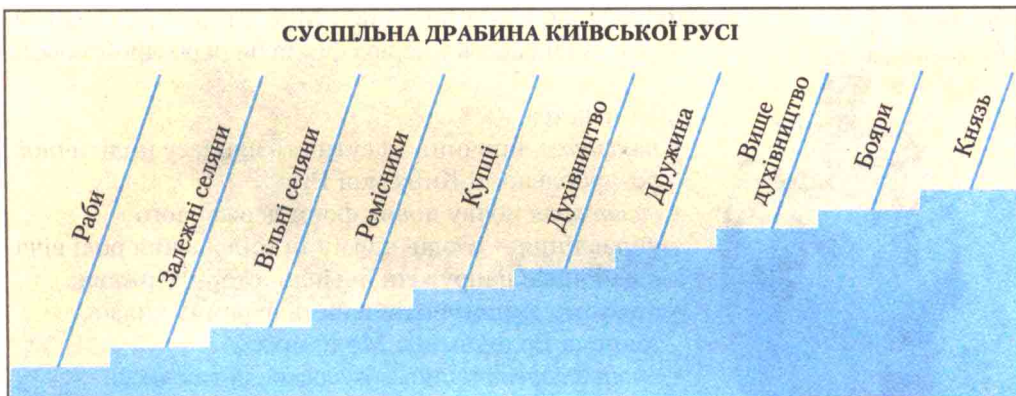 СУСПІЛЬНА ДРАБИНА КИЇВСЬКОЇ РУСІ
Раби
Залежні селяни
Вільні селяни
Ремісники
Купці
Духівництво
Дружина
Вище
духівництво
Бояри
Князь